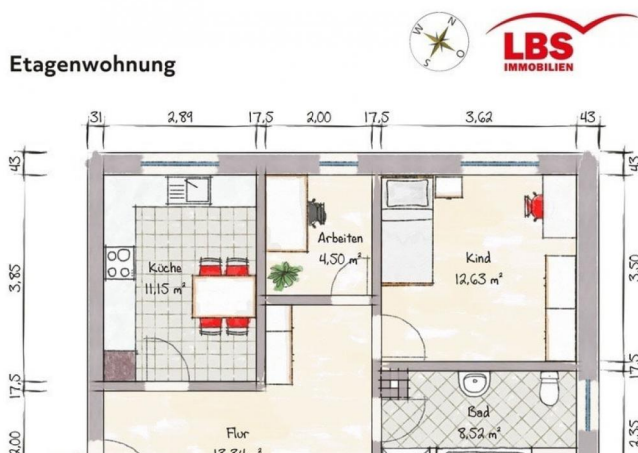 Etagenwohnung
N
W
O
S
LBS
IMMOBILIEN
31 2,89 17,5 2,00 17,5 3,62 43
43 43
Arbeiten
4,50 m²
Küche
11,15 m²
Kind
12,63 m²
3,85 3,50
17,5 17,5
Bad
8,52 m²
Flur
2,00 2,35